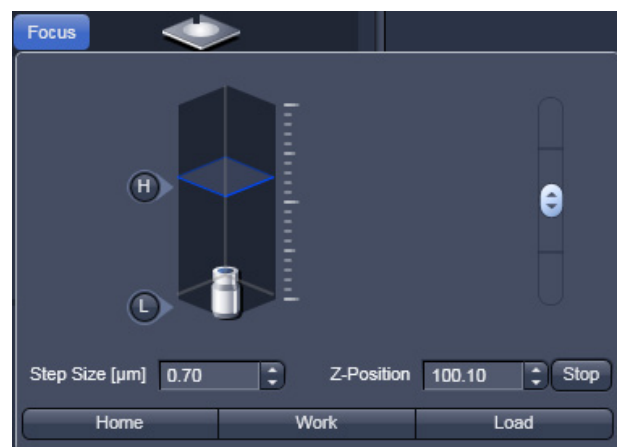 Focus
H
L
Step Size [µm] 0.70 Z-Position 100.10 Stop
Home Work Load